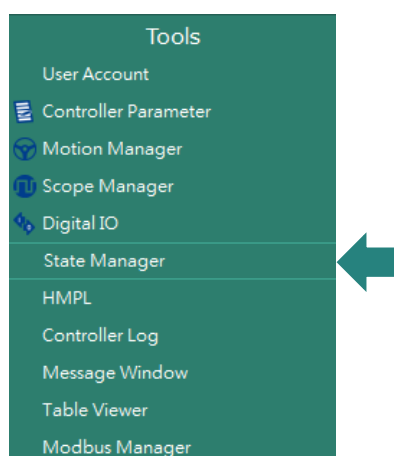 Tools
User Account
Controller Parameter
Motion Manager
Scope Manager
Digital IO
State Manager
HMPL
Controller Log
Message Window
Table Viewer
Modbus Manager